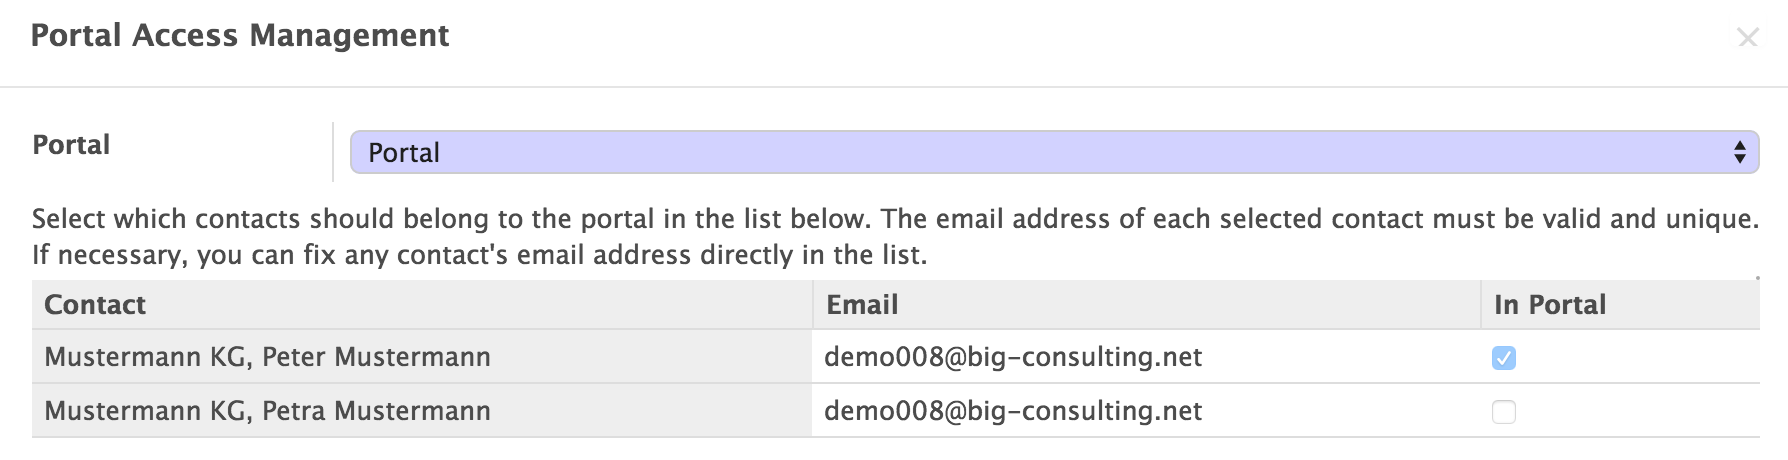 Portal Access Management
Portal
Portal
Select which contacts should belong to the portal in the list below. The email address of each selected contact must be valid and unique.
If necessary, you can fix any contact's email address directly in the list.
Contact Email In Portal
Mustermann KG, Peter Mustermann demo008@big-consulting.net
Mustermann KG, Petra Mustermann demo008@big-consulting.net